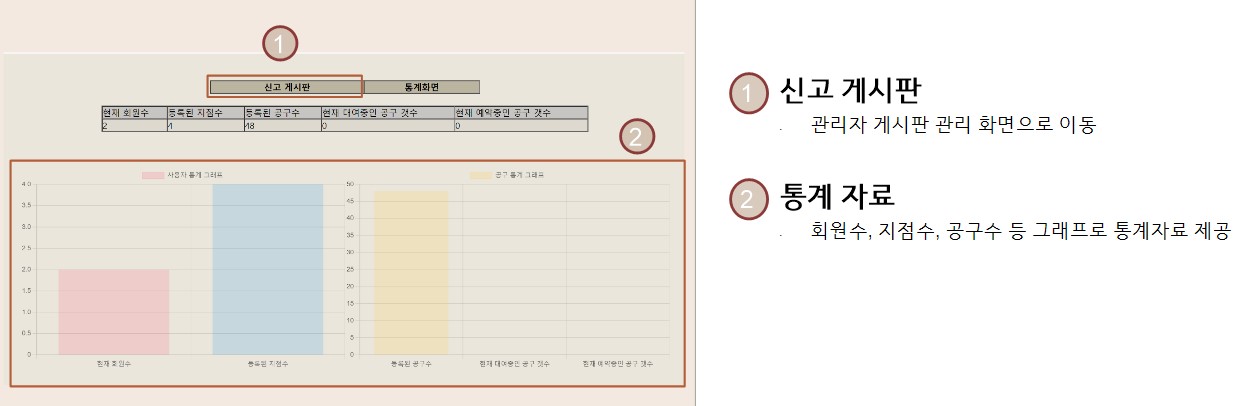 1
신고 게시판 통계화면
현재 회원수 등록된 지점수 등록된 공구수 현재 대여중인 공구 갯수 현재 예약중인 공구 갯수
2 4 48 0 0
2
사용자 통계 그래프
4.0
3.5
3.0
2.5
2.0
1.5
1.0
0.5
0
현재 회원수 등록된 지점수
공구 통계 그래프
50
45
40
35
30
25
20
15
10
5
0
등록된 공구수 현재 대여중인 공구 갯수 현재 예약중인 공구 갯수
1 신고 게시판
. 관리자 게시판 관리 화면으로 이동
2 통계 자료
. 회원수, 지점수, 공구수 등 그래프로 통계자료 제공